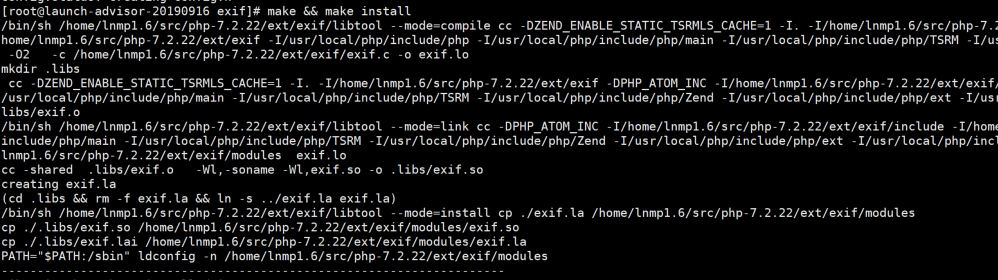 [root@launch-advisor-20190916 exif]# make && make install
/bin/sh /home/lnmp1.6/src/php-7.2.22/ext/exif/libtool --mode=compile cc -DZEND_ENABLE_STATIC_TSRMLS_CACHE=1 -I. -I/home/lnmp1.6/src/php-7.2
home/lnmp1.6/src/php-7.2.22/ext/exif -I/usr/local/php/include/php -I/usr/local/php/include/php/main -I/usr/local/php/include/php/TSRM -I/us
-O2   -c /home/lnmp1.6/src/php-7.2.22/ext/exif/exif.c -o exif.lo
mkdir .libs
 cc -DZEND_ENABLE_STATIC_TSRMLS_CACHE=1 -I. -I/home/lnmp1.6/src/php-7.2.22/ext/exif -DPHP_ATOM_INC -I/home/lnmp1.6/src/php-7.2.22/ext/exif/
/usr/local/php/include/php/main -I/usr/local/php/include/php/TSRM -I/usr/local/php/include/php/Zend -I/usr/local/php/include/php/ext -I/us
libs/exif.o
/bin/sh /home/lnmp1.6/src/php-7.2.22/ext/exif/libtool --mode=link cc -DPHP_ATOM_INC -I/home/lnmp1.6/src/php-7.2.22/ext/exif/include -I/hom
include/php/main -I/usr/local/php/include/php/TSRM -I/usr/local/php/include/php/Zend -I/usr/local/php/include/php/ext -I/usr/local/php/incl
lnmp1.6/src/php-7.2.22/ext/exif/modules  exif.lo
cc -shared  .libs/exif.o   -Wl,-soname -Wl,exif.so -o .libs/exif.so
creating exif.la
(cd .libs && rm -f exif.la && ln -s ../exif.la exif.la)
/bin/sh /home/lnmp1.6/src/php-7.2.22/ext/exif/libtool --mode=install cp ./exif.la /home/lnmp1.6/src/php-7.2.22/ext/exif/modules
cp ./.libs/exif.so /home/lnmp1.6/src/php-7.2.22/ext/exif/modules/exif.so
cp ./.libs/exif.lai /home/lnmp1.6/src/php-7.2.22/ext/exif/modules/exif.la
PATH="$PATH:/sbin" ldconfig -n /home/lnmp1.6/src/php-7.2.22/ext/exif/modules
----------------------------------------------------------------------